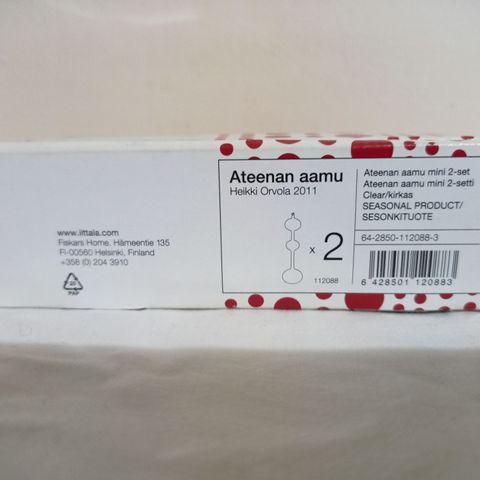 www.iittala.com
Fiskars Home. Hämeentie 135
FI-00560 Helsinki, Finland
+358 (0) 204 3910
PAP
Ateenan aamu
Heikki Orvola 2011
x 2
112088
Ateenan aamu mini 2-set
Ateenan aamu mini 2-setti
Clear/kirkas
SEASONAL PRODUCT/
SESONKITUOTE
64-2850-112088-3
6 428501 120883